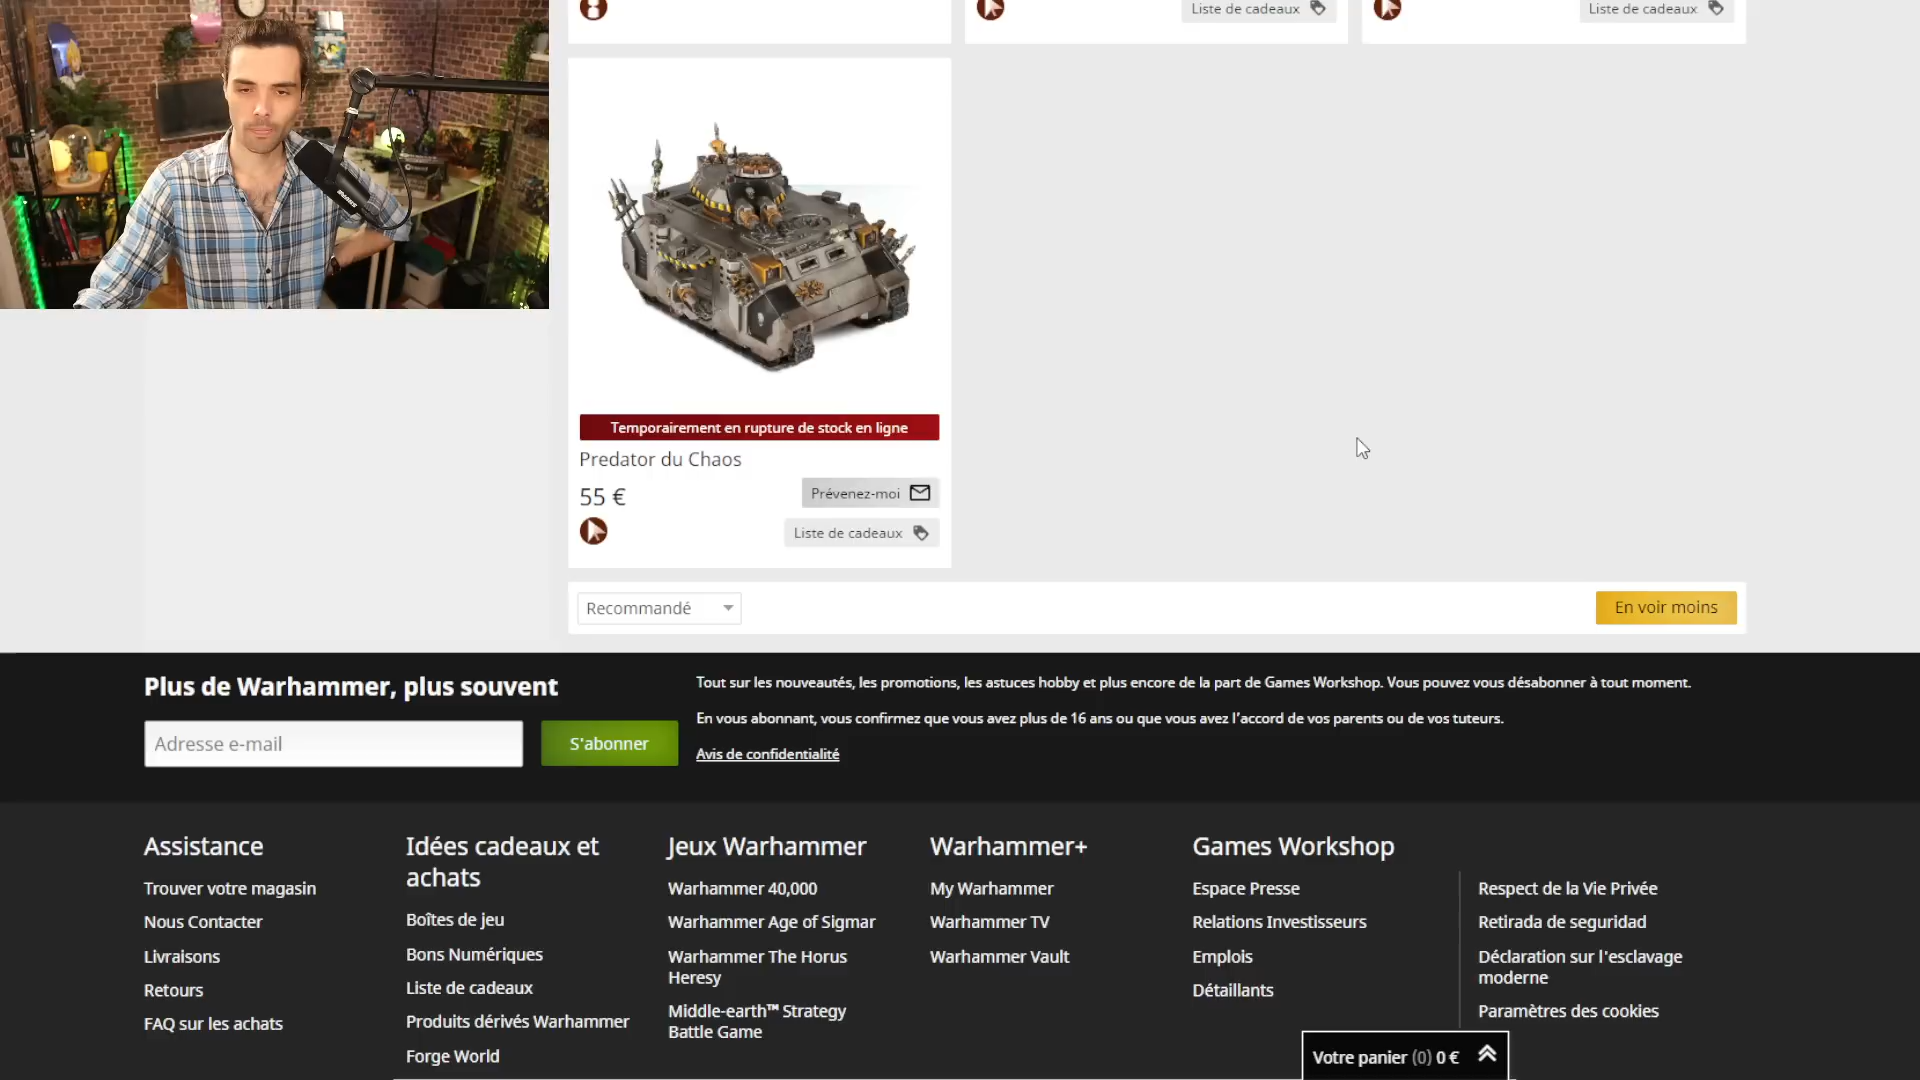 Liste de cadeaux
Liste de cadeaux
Temporairement en rupture de stock en ligne
Predator du Chaos
55 €
Prévenez-moi
Liste de cadeaux
Recommandé
En voir moins
Plus de Warhammer, plus souvent
Adresse e-mail
S'abonner
Tout sur les nouveautés, les promotions, les astuces hobby et plus encore de la part de Games Workshop. Vous pouvez vous désabonner à tout moment.
En vous abonnant, vous confirmez que vous avez plus de 16 ans ou que vous avez l’accord de vos parents ou de vos tuteurs.
Avis de confidentialité
Assistance
Trouver votre magasin
Nous Contacter
Livraisons
Retours
FAQ sur les achats
Idées cadeaux et
achats
Boîtes de jeu
Bons Numériques
Liste de cadeaux
Produits dérivés Warhammer
Forge World
Jeux Warhammer
Warhammer 40,000
Warhammer Age of Sigmar
Warhammer The Horus
Heresy
Middle-earth™ Strategy
Battle Game
Warhammer+
My Warhammer
Warhammer TV
Warhammer Vault
Games Workshop
Espace Presse
Relations Investisseurs
Emplois
Détaillants
Respect de la Vie Privée
Retirada de seguridad
Déclaration sur l'esclavage
moderne
Paramètres des cookies
Votre panier (0) 0 €